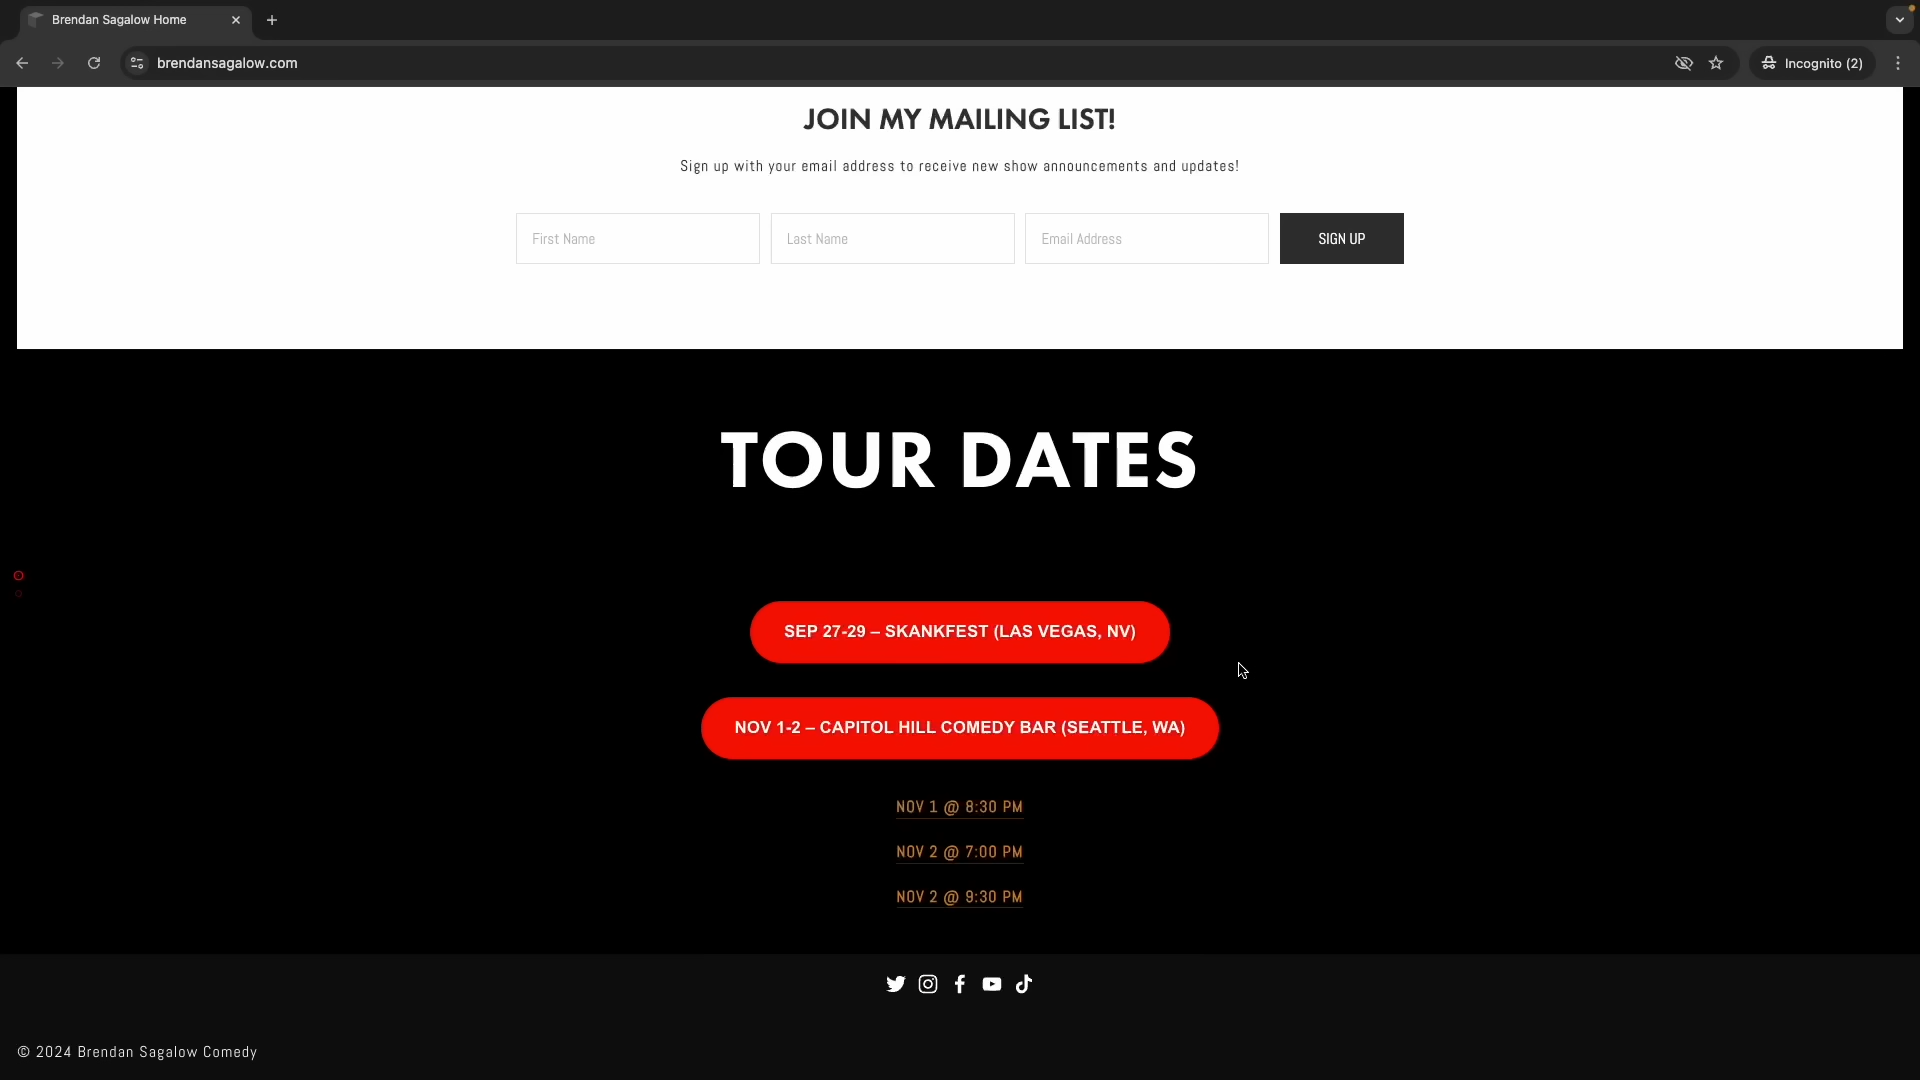 Brendan Sagalow Home
brendansagalow.com
Incognito (2)
JOIN MY MAILING LIST!
Sign up with your email address to receive new show announcements and updates!
First Name
Last Name
Email Address
SIGN UP
TOUR DATES
SEP 27-29 – SKANKFEST (LAS VEGAS, NV)
NOV 1-2 – CAPITOL HILL COMEDY BAR (SEATTLE, WA)
NOV 1 @ 8:30 PM
NOV 2 @ 7:00 PM
NOV 2 @ 9:30 PM
© 2024 Brendan Sagalow Comedy